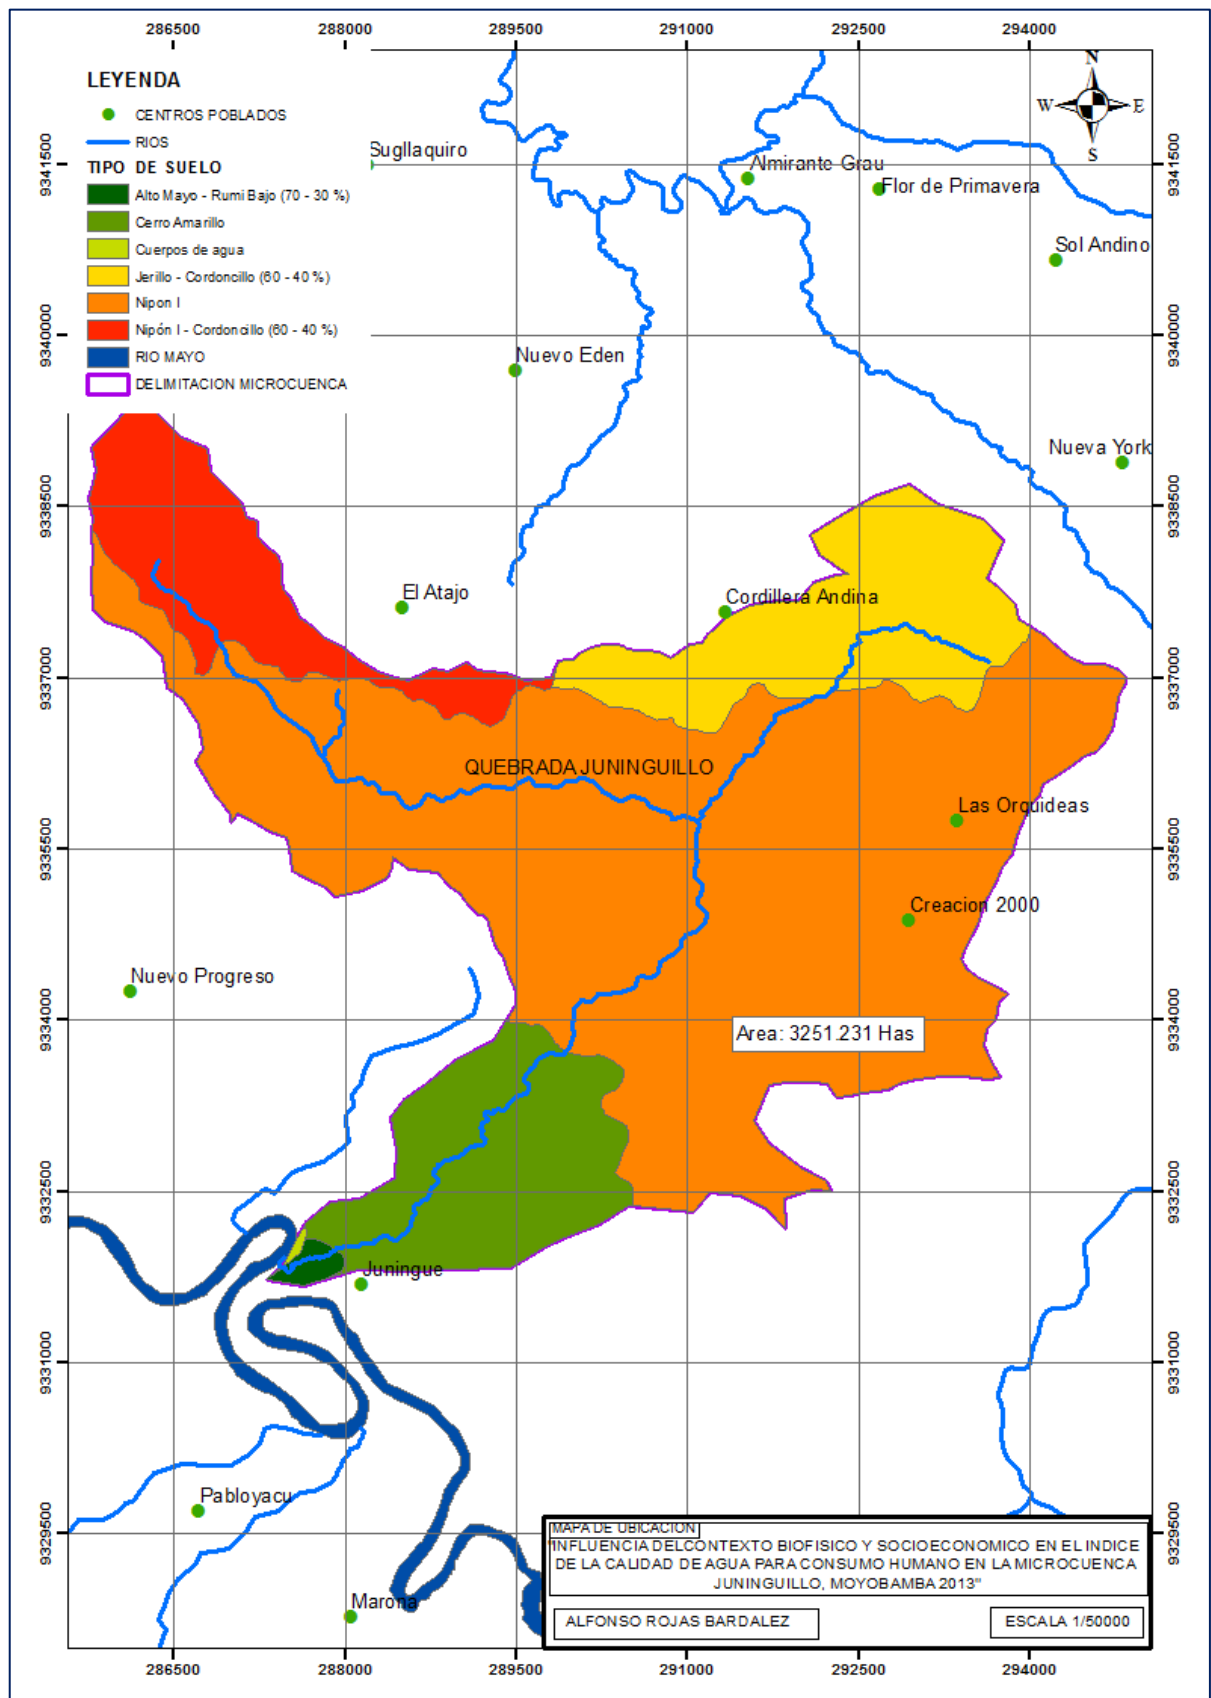 286500 288000 289500 291000 292500 294000
LEYENDA
CENTROS POBLADOS
RIOS
TIPO DE SUELO
Alto Mayo - Rumi Bajo (70 - 30 %)
Cerro Amarillo
Cuerpos de agua
Jerillo - Cordoncillo (60 - 40 %)
Nipon I
Nipón I - Cordoncillo (60 - 40 %)
RIO MAYO
DELIMITACION MICROCUENCA
N
W E
S
9341500 9341500
Sugllaquiro
Almirante Grau
Flor de Primavera
Sol Andino
9340000 9340000
Nuevo Eden
Nueva York
9338500 9338500
El Atajo
Cordillera Andina
9337000 9337000
QUEBRADA JUNINGUILLO
Las Orquideas
9335500 9335500
Creacion 2000
Nuevo Progreso
9334000 9334000
Area: 3251.231 Has
9332500 9332500
Juningue
9331000 9331000
Pabloyacu
9329500 9329500
Marona
MAPA DE UBICACION
"INFLUENCIA DEL CONTEXTO BIOFISICO Y SOCIOECONOMICO EN EL INDICE
DE LA CALIDAD DE AGUA PARA CONSUMO HUMANO EN LA MICROCUENCA
JUNINGUILLO, MOYOBAMBA 2013"
ALFONSO ROJAS BARDALEZ
ESCALA 1/50000
286500 288000 289500 291000 292500 294000